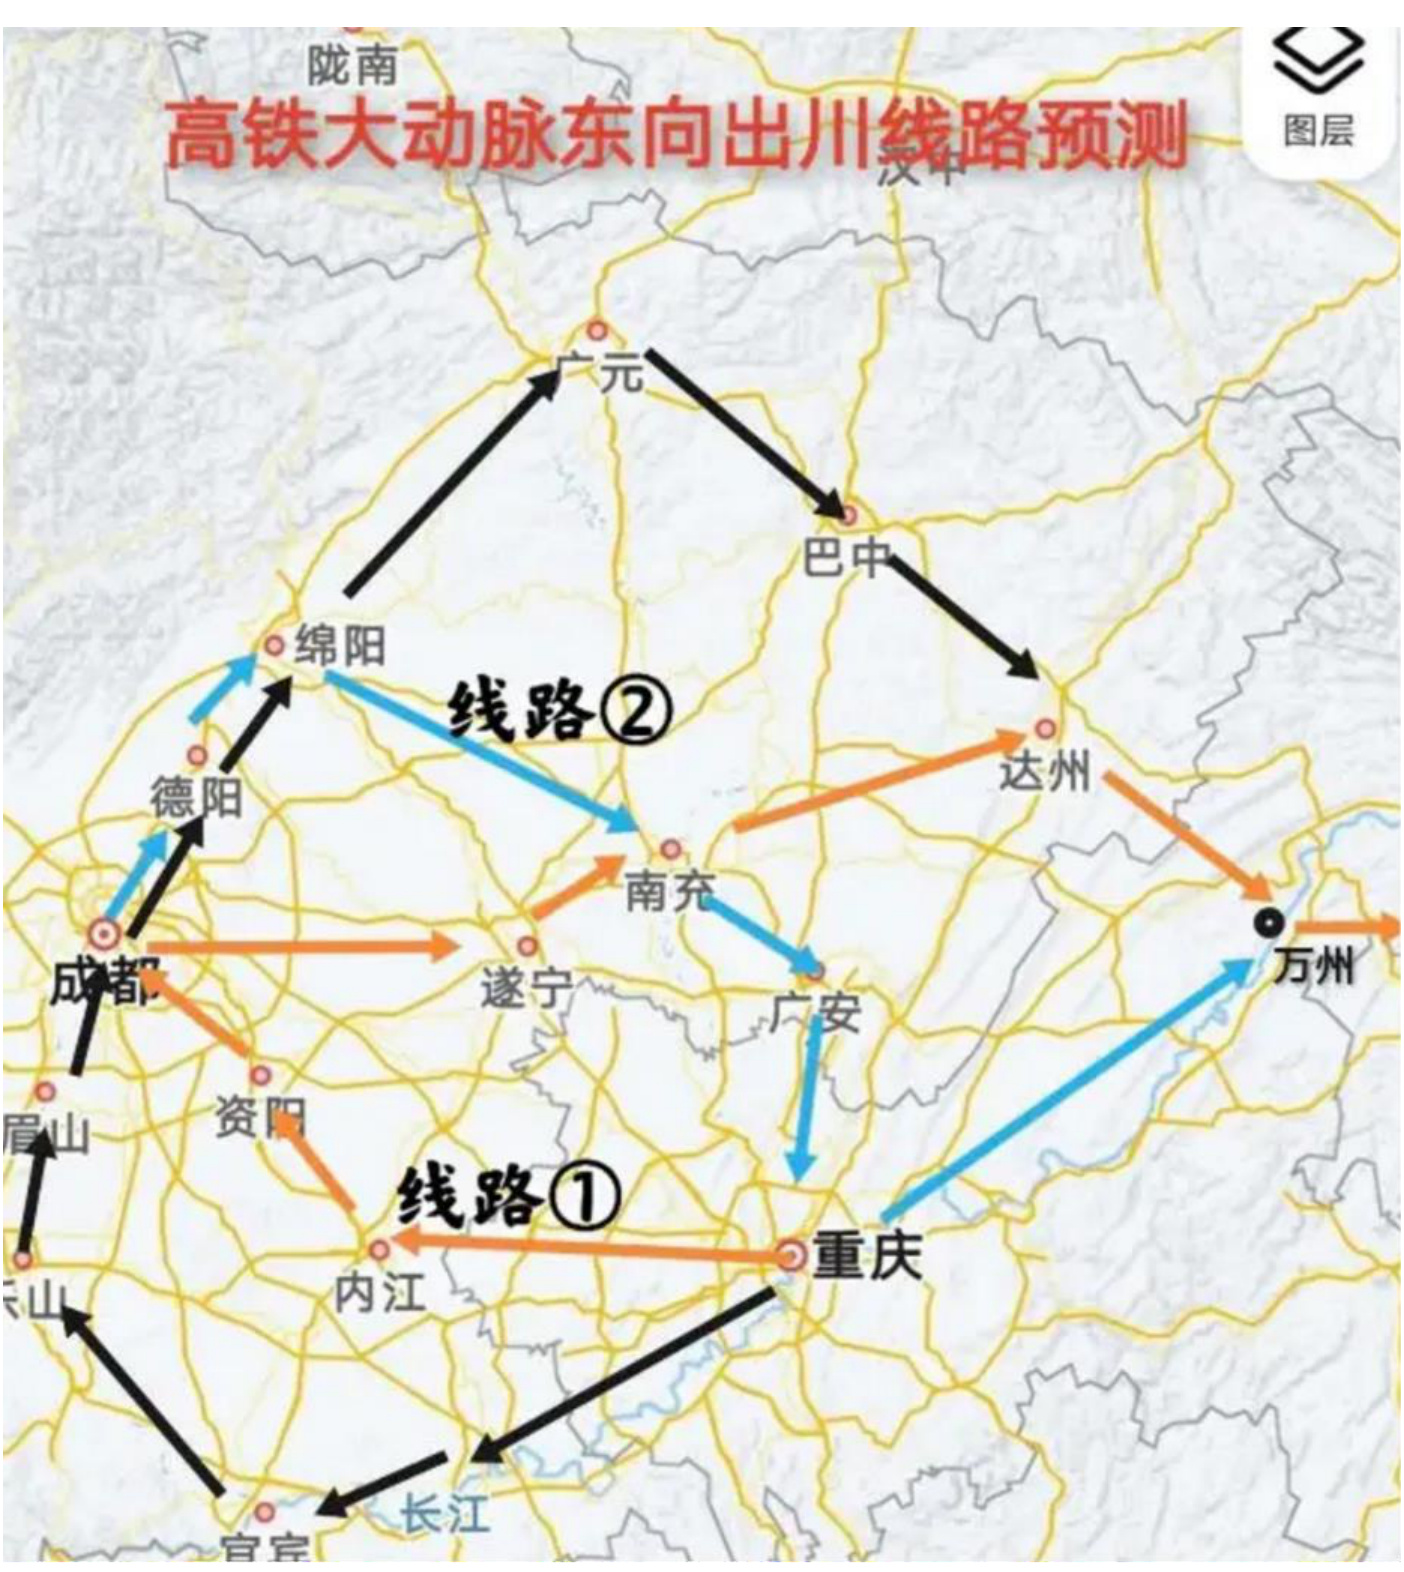 陇南
高铁大动脉东向出川线路预测
图层
汉中
广元
巴中
绵阳
线路②
达州
德阳
南充
成都
遂宁
万州
广安
资阳
眉山
线路①
重庆
内江
山
长江
宜宾